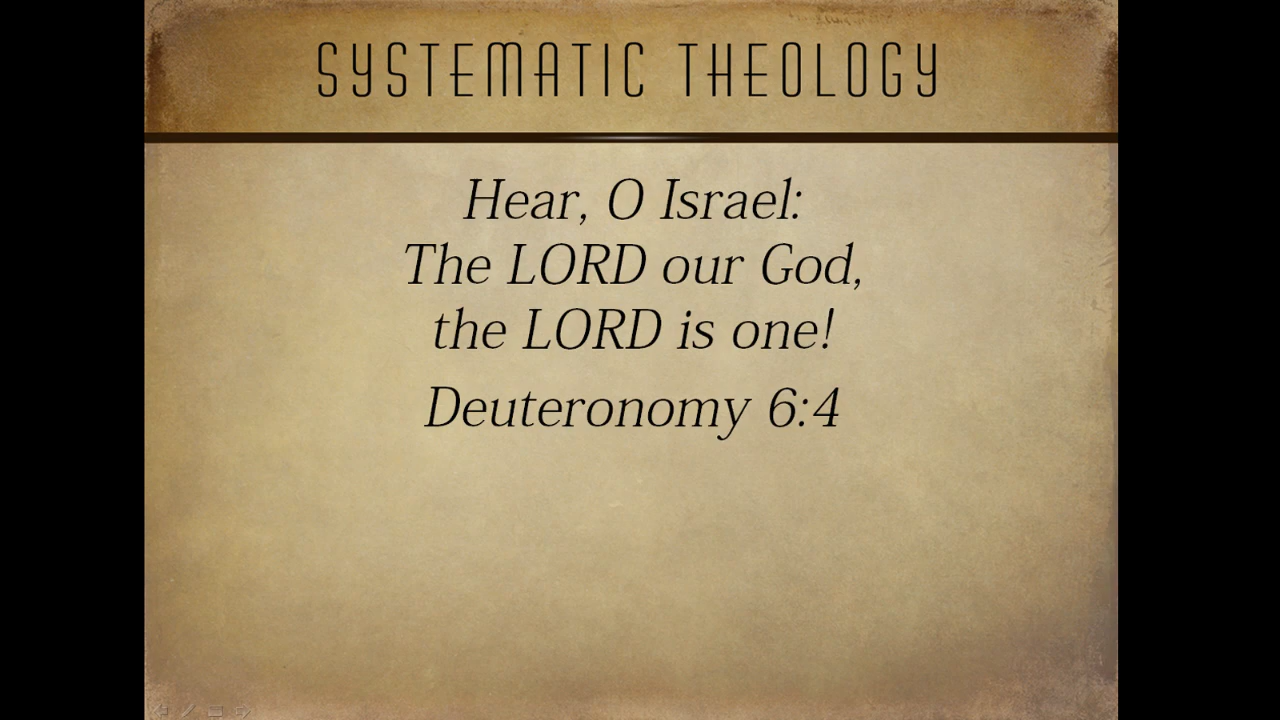 SYSTEMATIC THEOLOGY
Hear, O Israel:
The LORD our God,
the LORD is one!
Deuteronomy 6:4